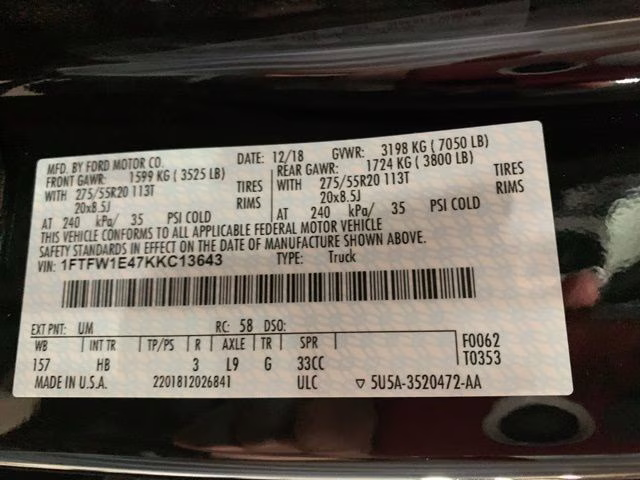 MFD. BY FORD MOTOR CO. DATE: 12/18 GVWR: 3198 KG ( 7050 LB)
FRONT GAWR: 1599 KG ( 3525 LB) REAR GAWR: 1724 KG ( 3800 LB)
WITH 275/55R20 113T TIRES WITH 275/55R20 113T TIRES
20x8.5J RIMS 20x8.5J RIMS
AT 240 kPa/ 35 PSI COLD AT 240 kPa/ 35 PSI COLD
THIS VEHICLE CONFORMS TO ALL APPLICABLE FEDERAL MOTOR VEHICLE
SAFETY STANDARDS IN EFFECT ON THE DATE OF MANUFACTURE SHOWN ABOVE.
VIN: 1FTFW1E47KKC13643 TYPE: Truck
EXT PNT: UM RC: 58 DSO:
WB INT TR TP/PS R AXLE TR SPR F0062
157 HB 3 L9 G 33CC T0353
MADE IN U.S.A. 2201812026841 ULC ▽ 5U5A-3520472-AA